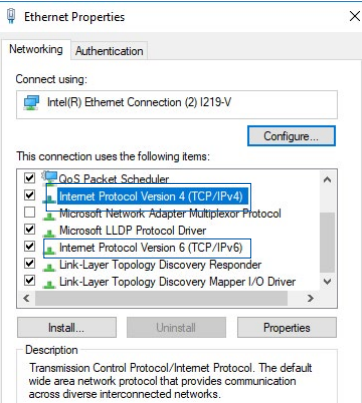 Ethernet Properties
Networking Authentication
Connect using:
Intel(R) Ethernet Connection (2) I219-V
Configure...
This connection uses the following items:
QoS Packet Scheduler
Internet Protocol Version 4 (TCP/IPv4)
Microsoft Network Adapter Multiplexor Protocol
Microsoft LLDP Protocol Driver
Internet Protocol Version 6 (TCP/IPv6)
Link-Layer Topology Discovery Responder
Link-Layer Topology Discovery Mapper I/O Driver
Install... Uninstall Properties
Description
Transmission Control Protocol/Internet Protocol. The default
wide area network protocol that provides communication
across diverse interconnected networks.